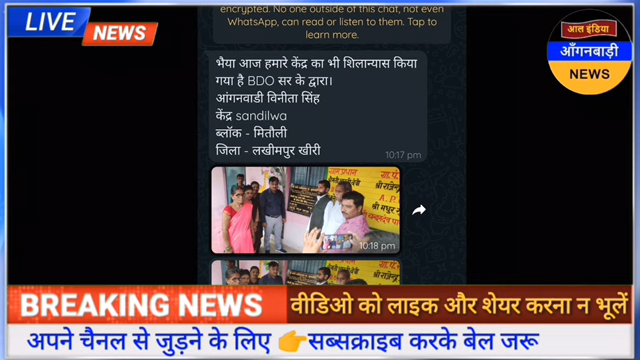 LIVE
NEWS
encrypted. No one outside of this chat, not even
WhatsApp, can read or listen to them. Tap to
learn more.
आल इंडिया
आँगनबाड़ी
NEWS
भैया आज हमारे केंद्र का भी शिलान्यास किया
गया है BDO सर के द्वारा।
आंगनवाडी विनीता सिंह
केंद्र sandilwa
ब्लॉक - मितौली
जिला - लखीमपुर खीरी
10:17 pm
ग्राम प्रधान
10:18 pm
BREAKING NEWS
वीडिओ को लाइक और शेयर करना न भूलें
अपने चैनल से जुड़ने के लिए 👉सब्सक्राइब करके बेल जरू